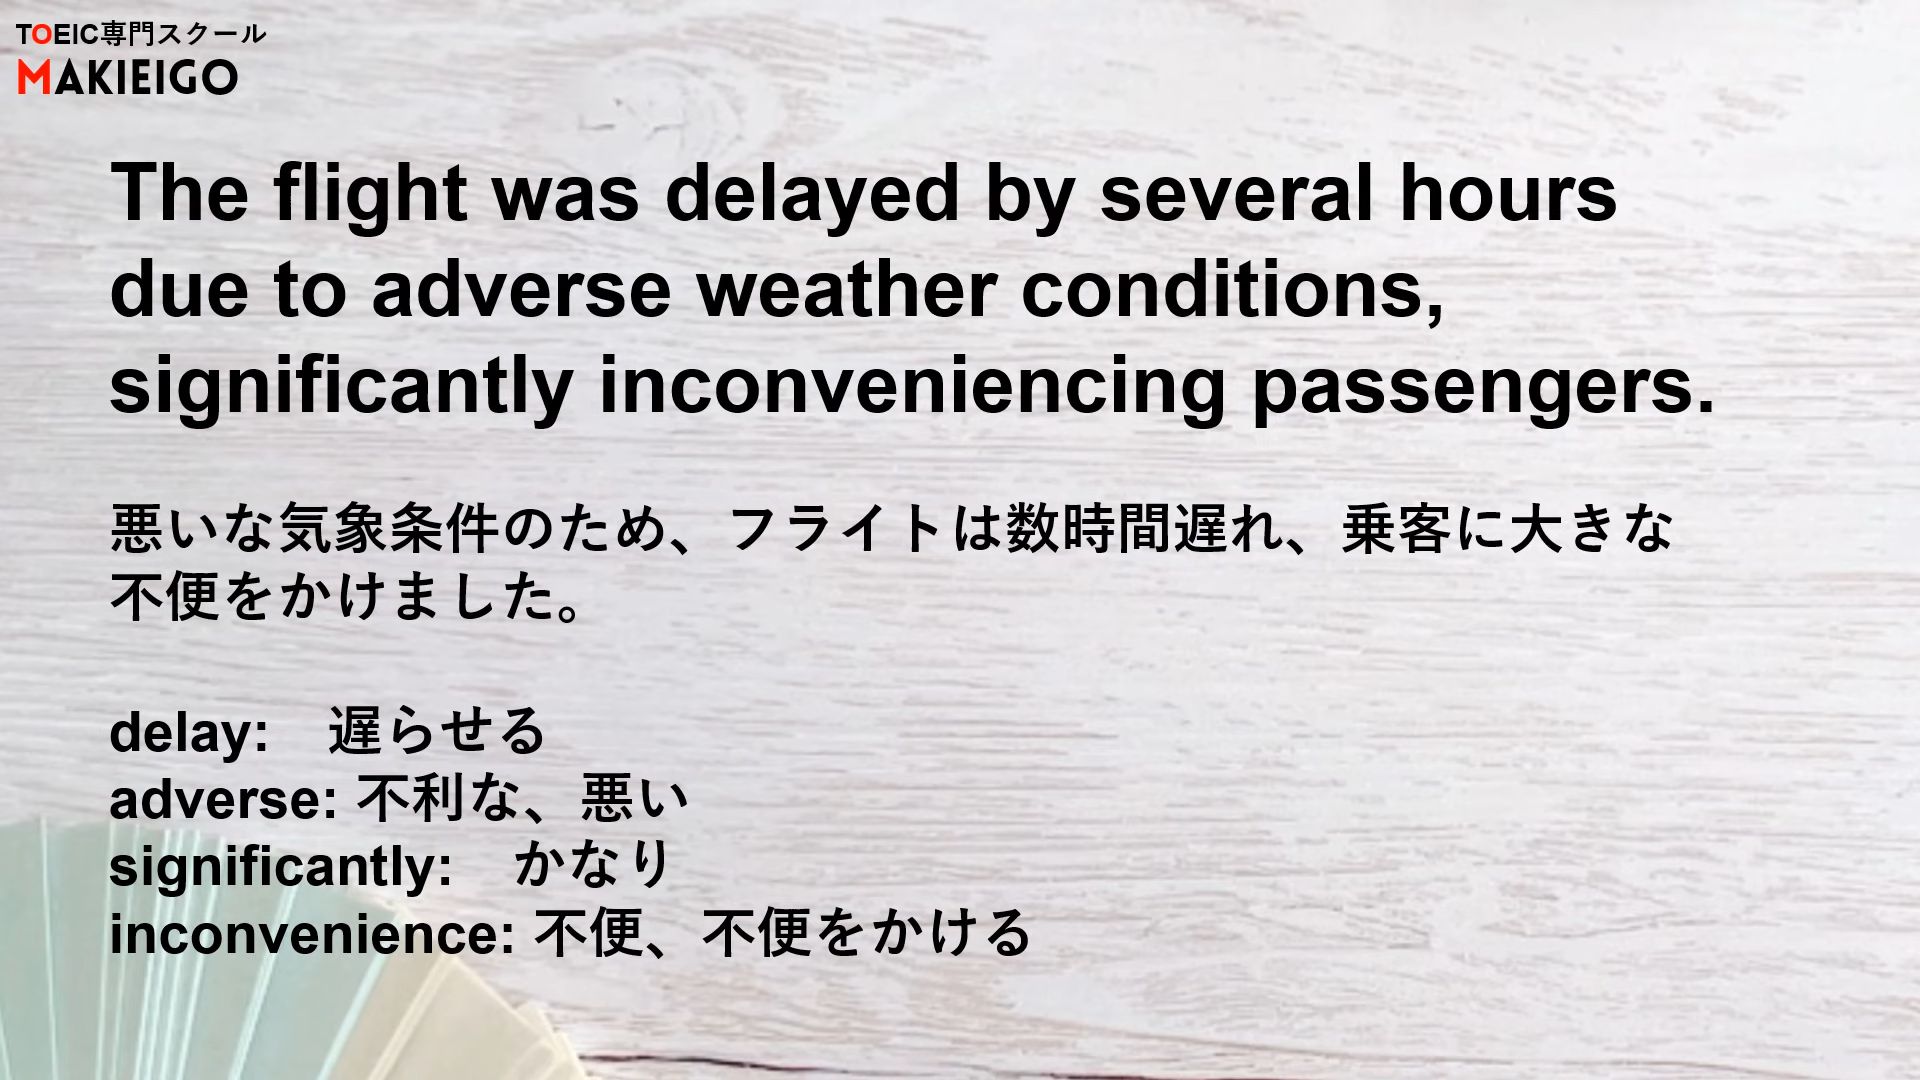 TOEIC専門スクール
MAKIEIGO
The flight was delayed by several hours
due to adverse weather conditions,
significantly inconveniencing passengers.
悪いな気象条件のため、フライトは数時間遅れ、乗客に大きな
不便をかけました。
delay:　遅らせる
adverse: 不利な、悪い
significantly:　かなり
inconvenience: 不便、不便をかける